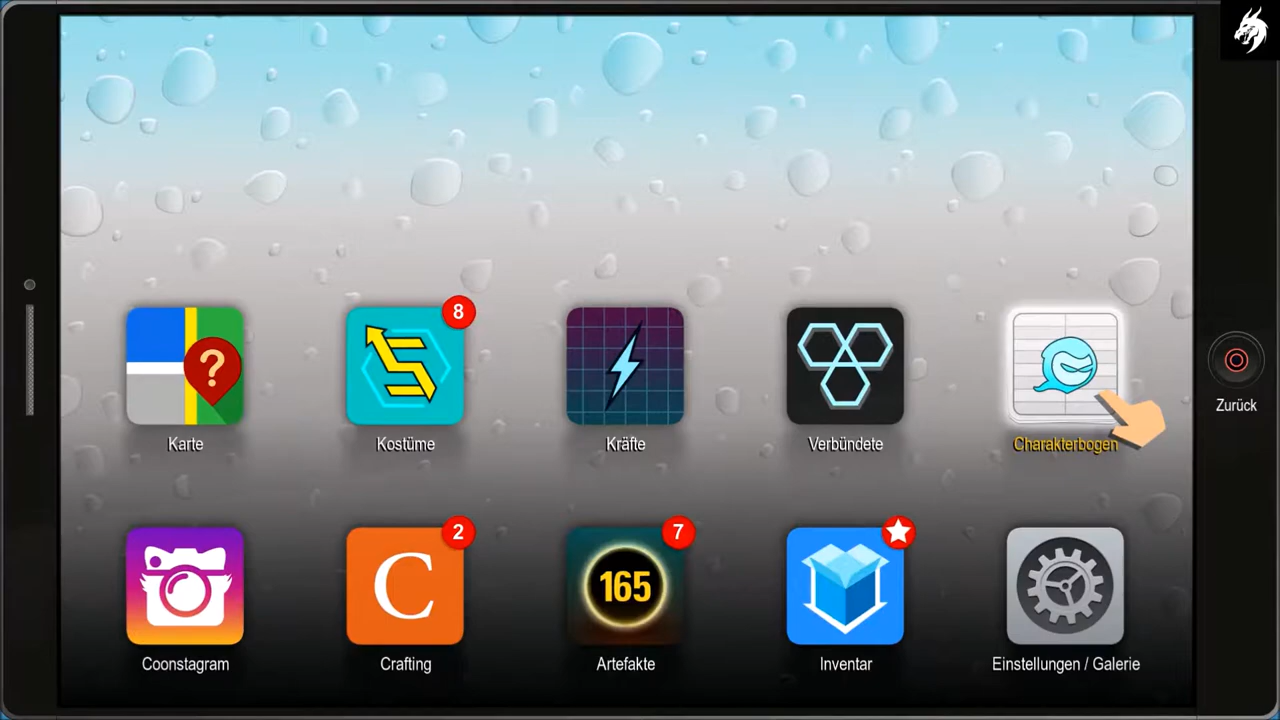 8
?
Karte
Kostüme
Kräfte
Verbündete
Charakterbogen
Zurück
2
7
C
165
Coonstagram
Crafting
Artefakte
Inventar
Einstellungen / Galerie